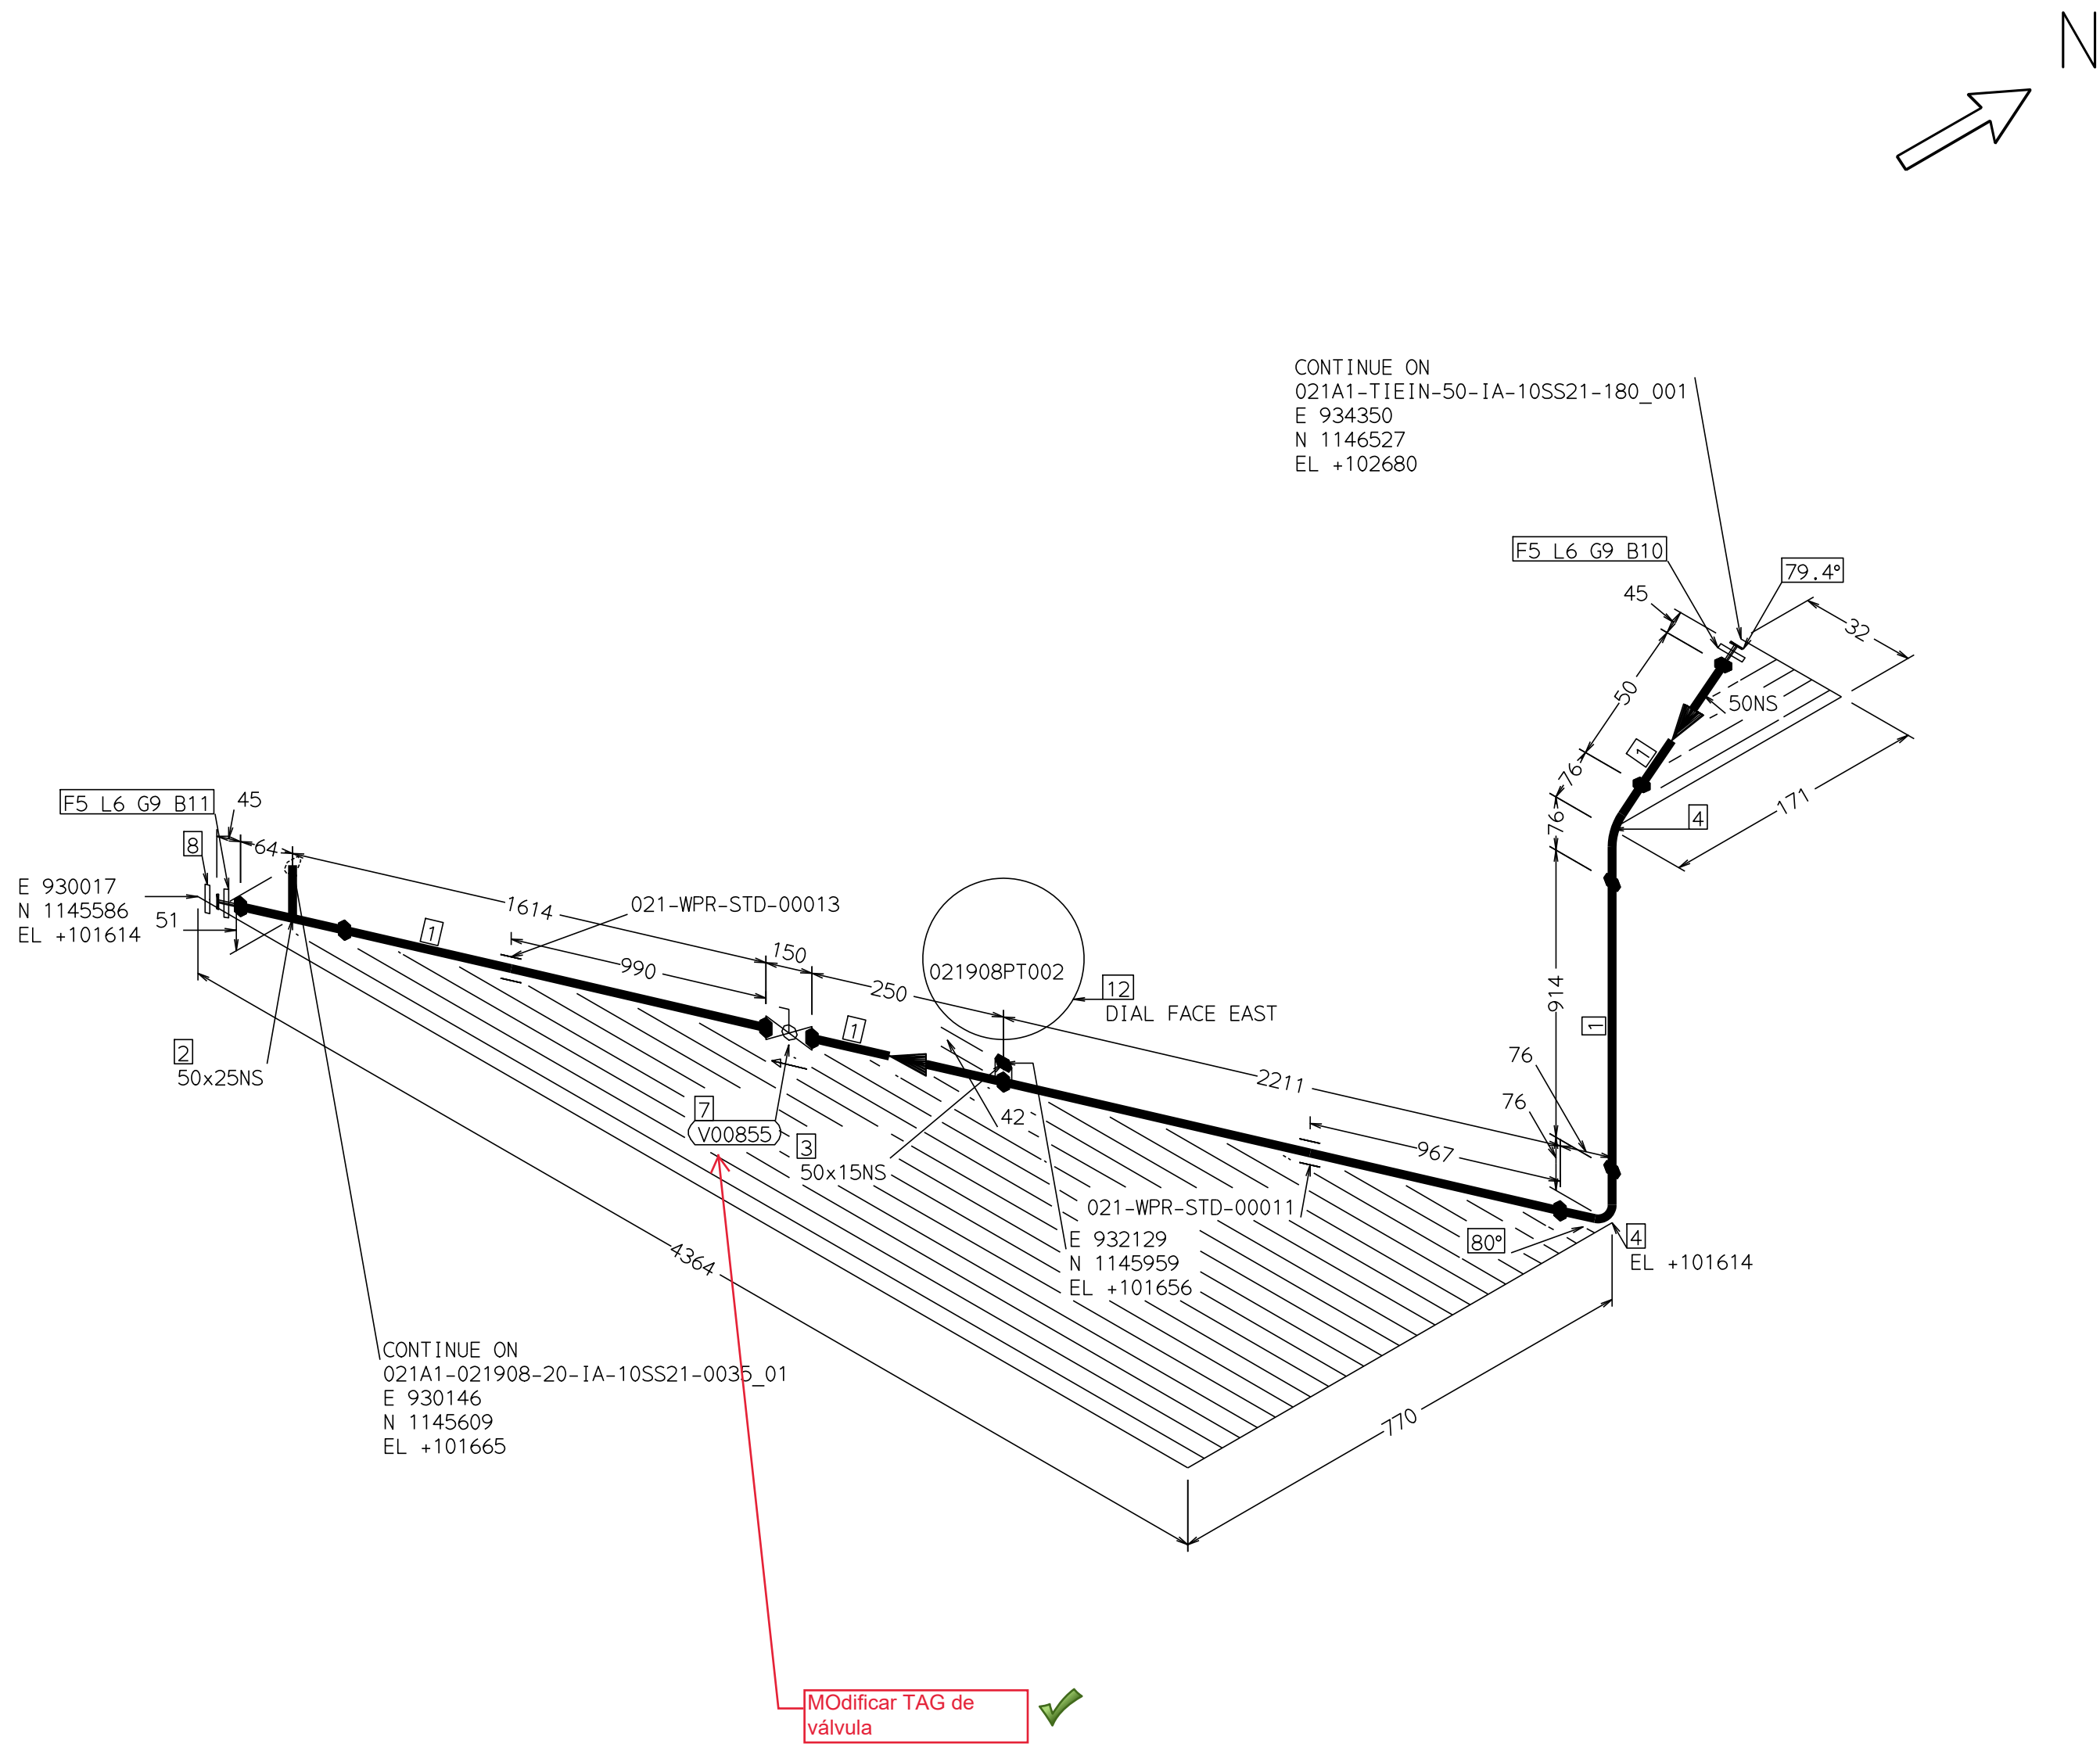 N
CONTINUE ON
021A1-TIEIN-50-IA-10SS21-180_001
E 934350
N 1146527
EL +102680
F5 L6 G9 B10
79.4°
45
32
50
50NS
1
76
171
76
4
F5 L6 G9 B11
45
8
64
E 930017
N 1145586
EL +101614
51
1
1614
021-WPR-STD-00013
990
150
250
021908PT002
12
DIAL FACE EAST
914
1
1
2
50x25NS
76
76
2211
7
V00855
3
50x15NS
42
967
021-WPR-STD-00011
E 932129
N 1145959
EL +101656
80°
4
EL +101614
4364
770
CONTINUE ON
021A1-021908-20-IA-10SS21-0035_01
E 930146
N 1145609
EL +101665
MOdificar TAG de
válvula